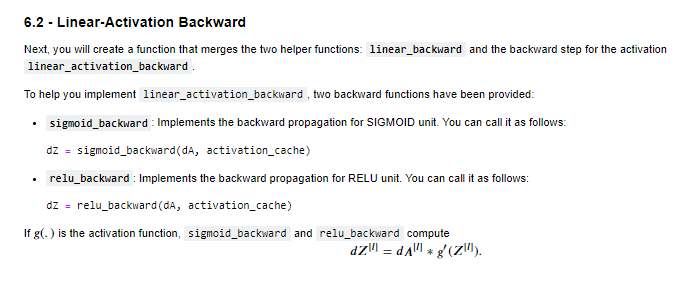 6.2 - Linear-Activation Backward
Next, you will create a function that merges the two helper functions: linear_backward and the backward step for the activation
linear_activation_backward .
To help you implement linear_activation_backward , two backward functions have been provided:
• sigmoid_backward : Implements the backward propagation for SIGMOID unit. You can call it as follows:
dZ = sigmoid_backward(dA, activation_cache)
• relu_backward : Implements the backward propagation for RELU unit. You can call it as follows:
dZ = relu_backward(dA, activation_cache)
If g(. ) is the activation function, sigmoid_backward and relu_backward compute
dZ[l] = dA[l] * g′(Z[l]).